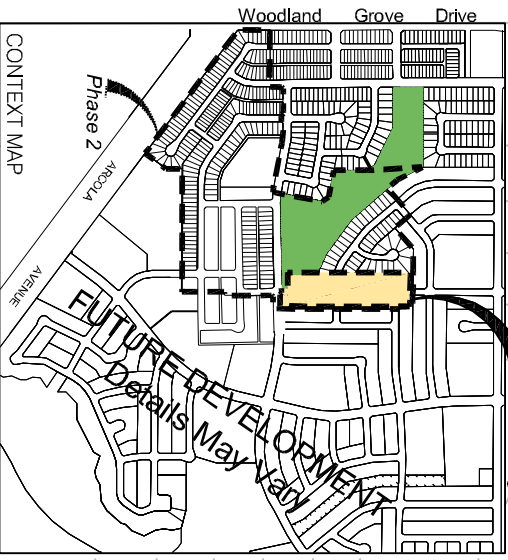 Woodland Grove Drive
CONTEXT MAP
Phase 2
ARCOLA
AVENUE
FUTURE DEVELOPMENT
Details May Vary